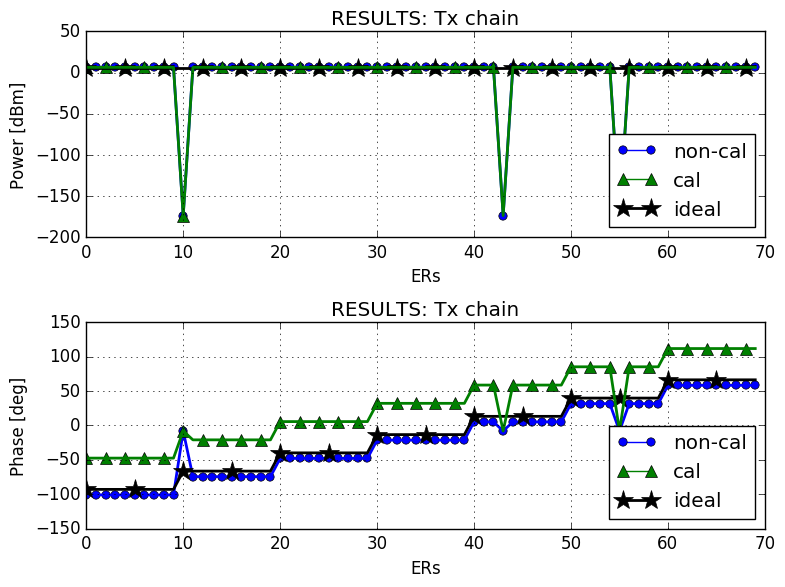 RESULTS: Tx chain
50
0
−50
−100
−150
−200
Power [dBm]
0 10 20 30 40 50 60 70
ERs
non-cal
cal
ideal
RESULTS: Tx chain
150
100
50
0
−50
−100
−150
Phase [deg]
0 10 20 30 40 50 60 70
ERs
non-cal
cal
ideal